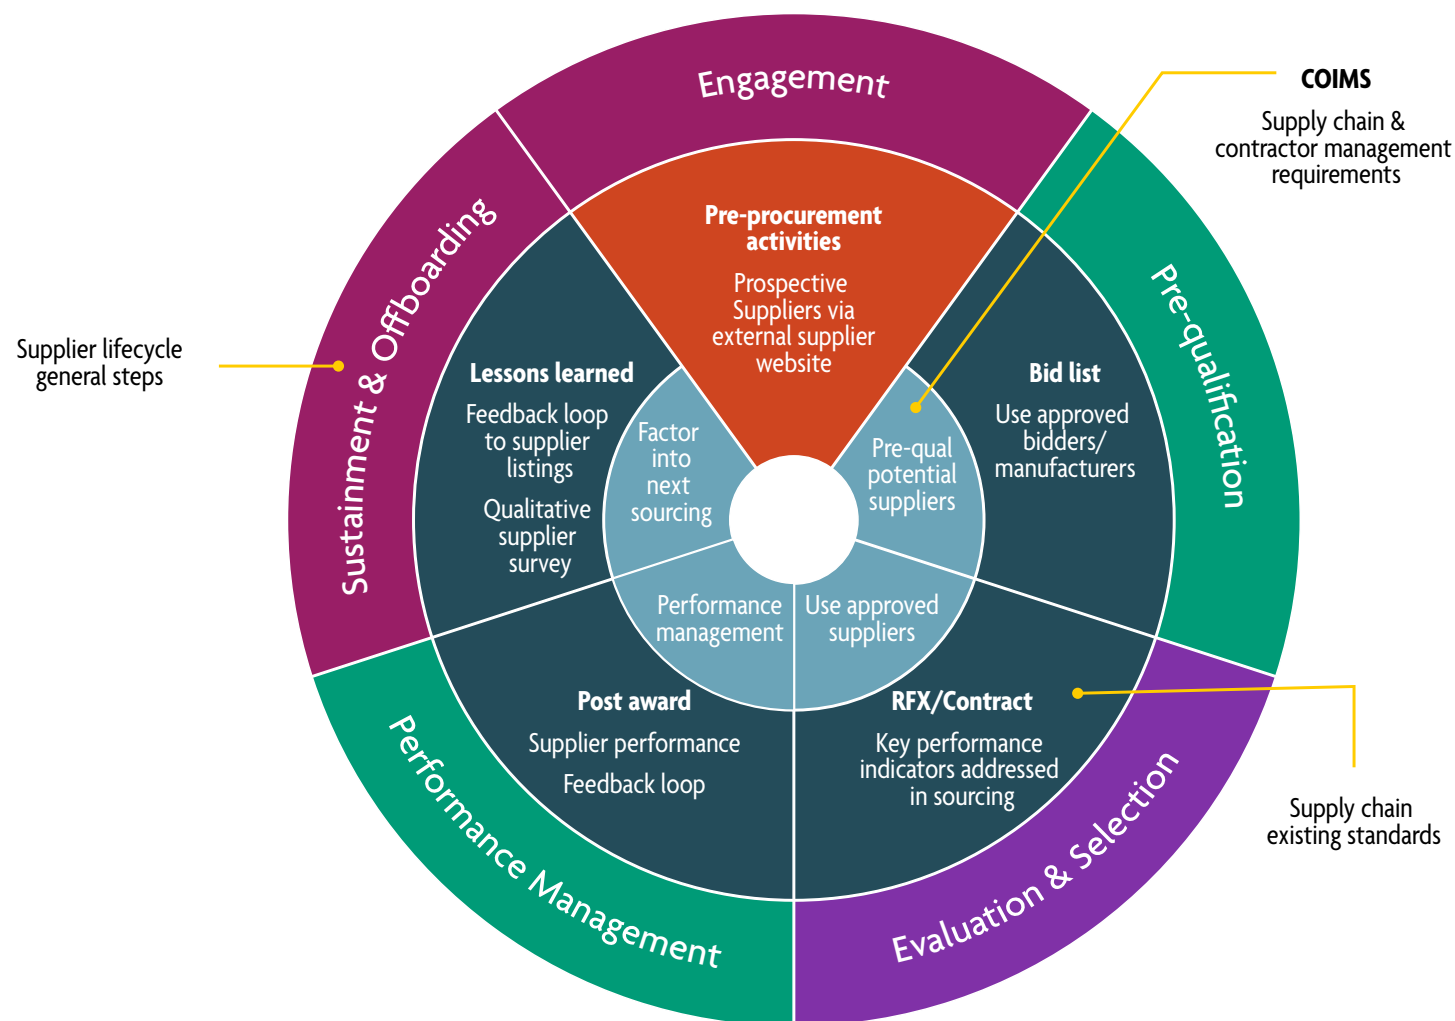 Engagement
COIMS
Supply chain &
contractor management
requirements
Pre-procurement
activities
Prospective
Suppliers via
external supplier
website
Pre-qualification
Bid list
Use approved
bidders/
manufacturers
Pre-qual
potential
suppliers
Evaluation & Selection
RFX/Contract
Key performance
indicators addressed
in sourcing
Use approved
suppliers
Supply chain
existing standards
Performance Management
Post award
Supplier performance
Feedback loop
Performance
management
Sustainment & Offboarding
Lessons learned
Feedback loop
to supplier
listings
Qualitative
supplier
survey
Factor
into
next
sourcing
Supplier lifecycle
general steps